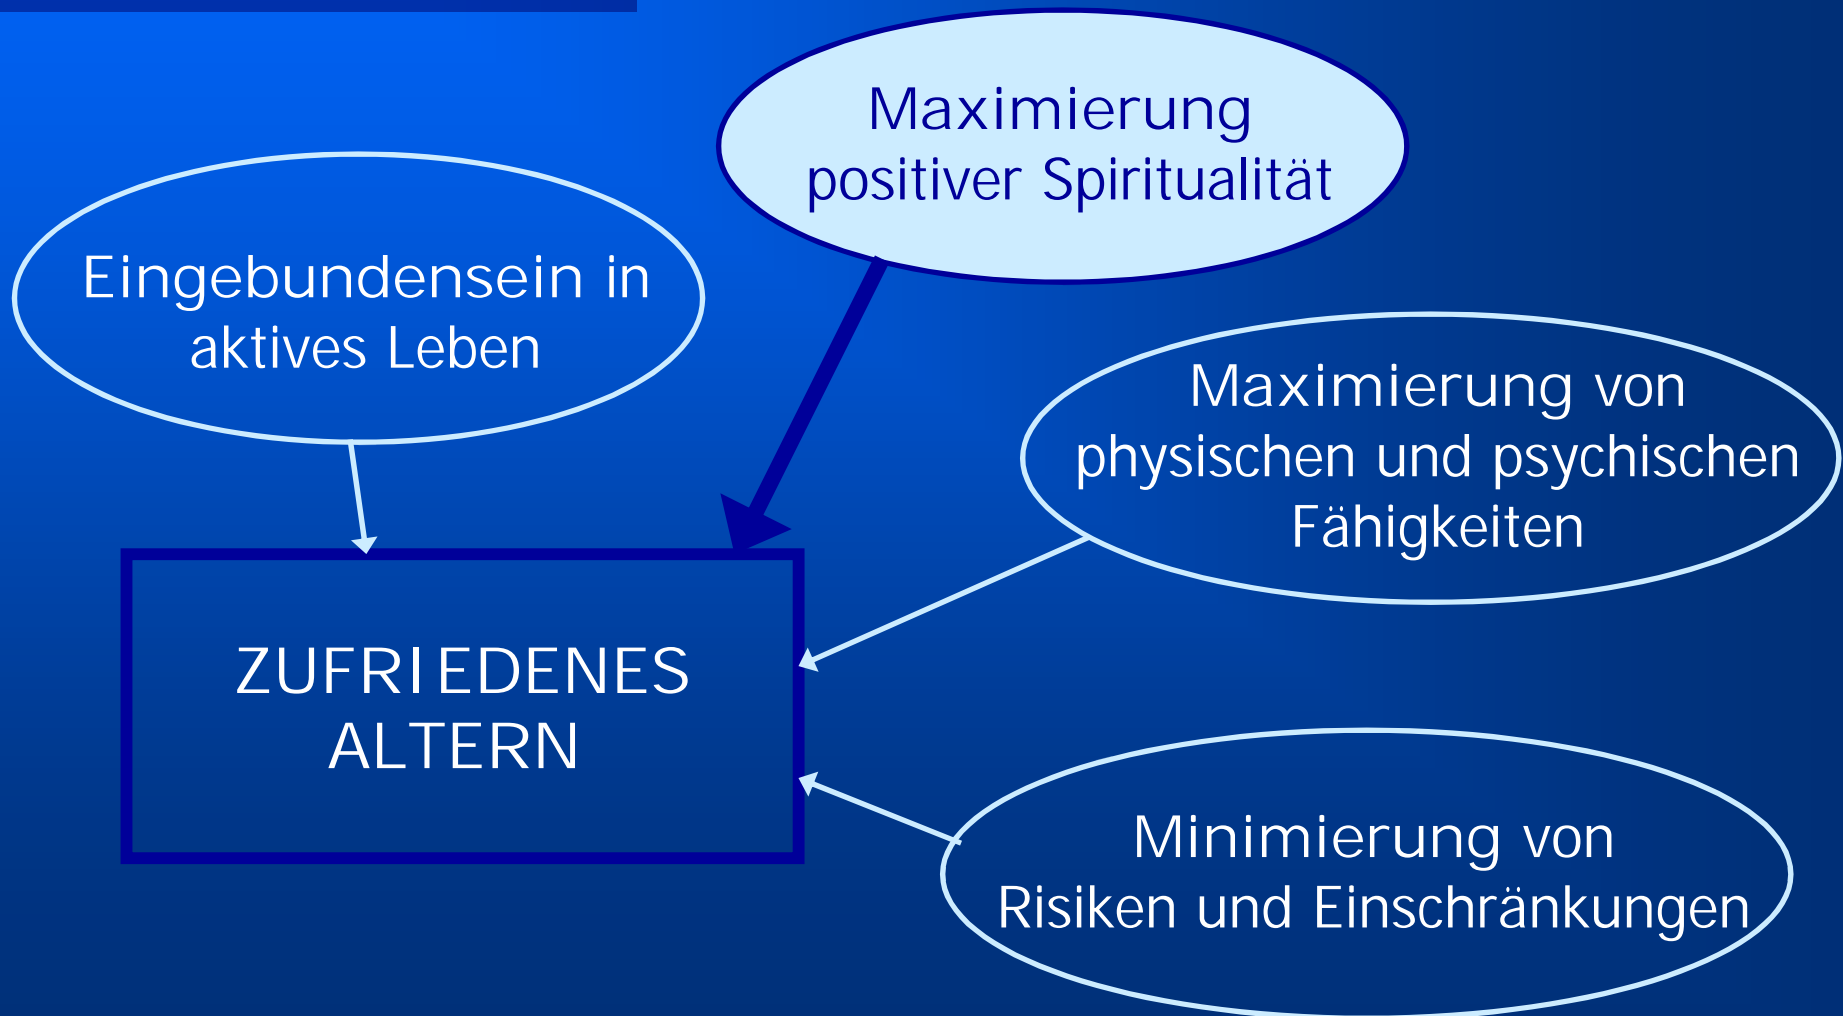 Maximierung
positiver Spiritualität
Eingebundensein in
aktives Leben
Maximierung von
physischen und psychischen
Fähigkeiten
ZUFRIEDENES
ALTERN
Minimierung von
Risiken und Einschränkungen